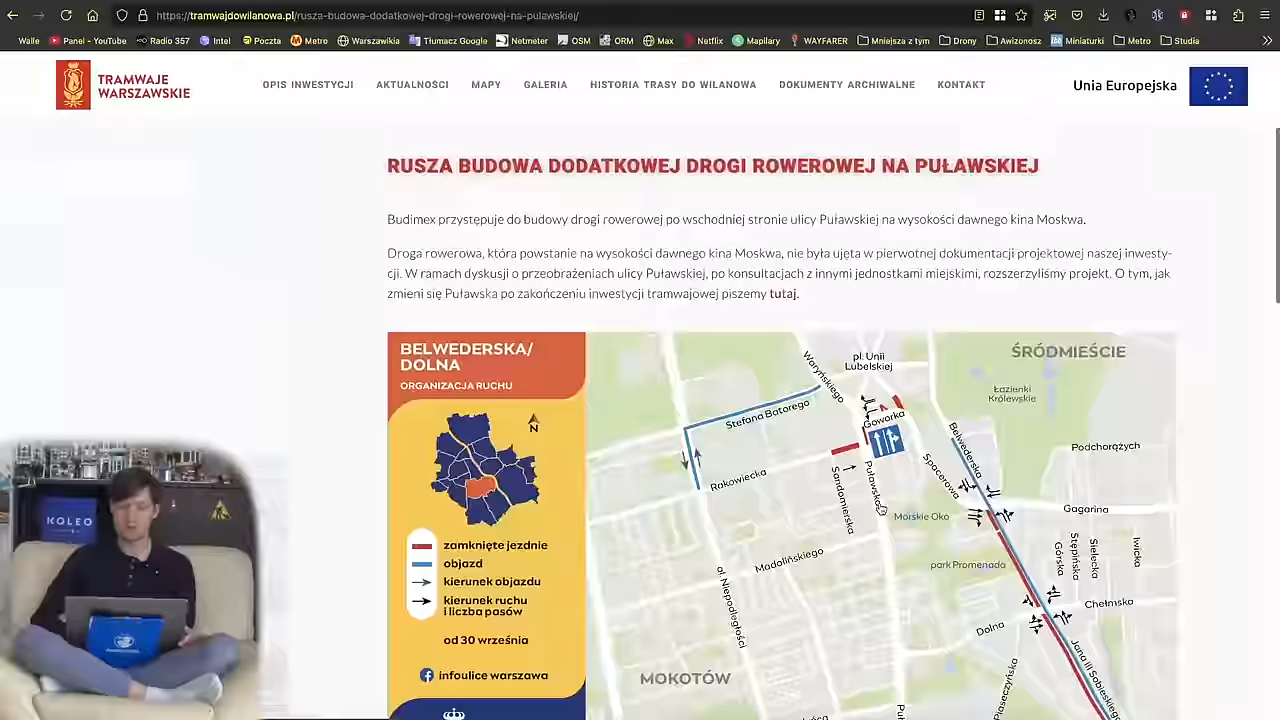 https://tramwajdowilanowa.pl/rusza-budowa-dodatkowej-drogi-rowerowej-na-pulawskiej/
Walle
Panel - YouTube
Radio 357
Intel
Poczta
Metro
Warszawikia
Tłumacz Google
Netmeter
OSM
ORM
Max
Netflix
Mapilary
WAYFARER
Mniejsza z tym
Drony
Awizonosz
Miniaturki
Metro
Studia
TRAMWAJE
WARSZAWSKIE
OPIS INWESTYCJI
AKTUALNOŚCI
MAPY
GALERIA
HISTORIA TRASY DO WILANOWA
DOKUMENTY ARCHIWALNE
KONTAKT
Unia Europejska
RUSZA BUDOWA DODATKOWEJ DROGI ROWEROWEJ NA PUŁAWSKIEJ
Budimex przystępuje do budowy drogi rowerowej po wschodniej stronie ulicy Puławskiej na wysokości dawnego kina Moskwa.
Droga rowerowa, która powstanie na wysokości dawnego kina Moskwa, nie była ujęta w pierwotnej dokumentacji projektowej naszej inwesty-
cji. W ramach dyskusji o przeobrażeniach ulicy Puławskiej, po konsultacjach z innymi jednostkami miejskimi, rozszerzyliśmy projekt. O tym, jak
zmieni się Puławska po zakończeniu inwestycji tramwajowej piszemy tutaj.
BELWEDERSKA/
DOLNA
ORGANIZACJA RUCHU
N
zamknięte jezdnie
objazd
kierunek objazdu
kierunek ruchu
i liczba pasów
od 30 września
infoulice warszawa
ŚRÓDMIEŚCIE
pl. Unii
Lubelskiej
Waryńskiego
Łazienki
Królewskie
Stefana Batorego
Goworka
Belwederska
Podchorążych
Rakowiecka
Sandomierska
Puławska
Spacerowa
Morskie Oko
Gagarina
Madalińskiego
park Promenada
Górska
Stępińska
Sielecka
Iwicka
al. Niepodległości
Chełmska
Dolna
Jana III Sobieskiego
Piaseczyńska
MOKOTÓW
KOLEO